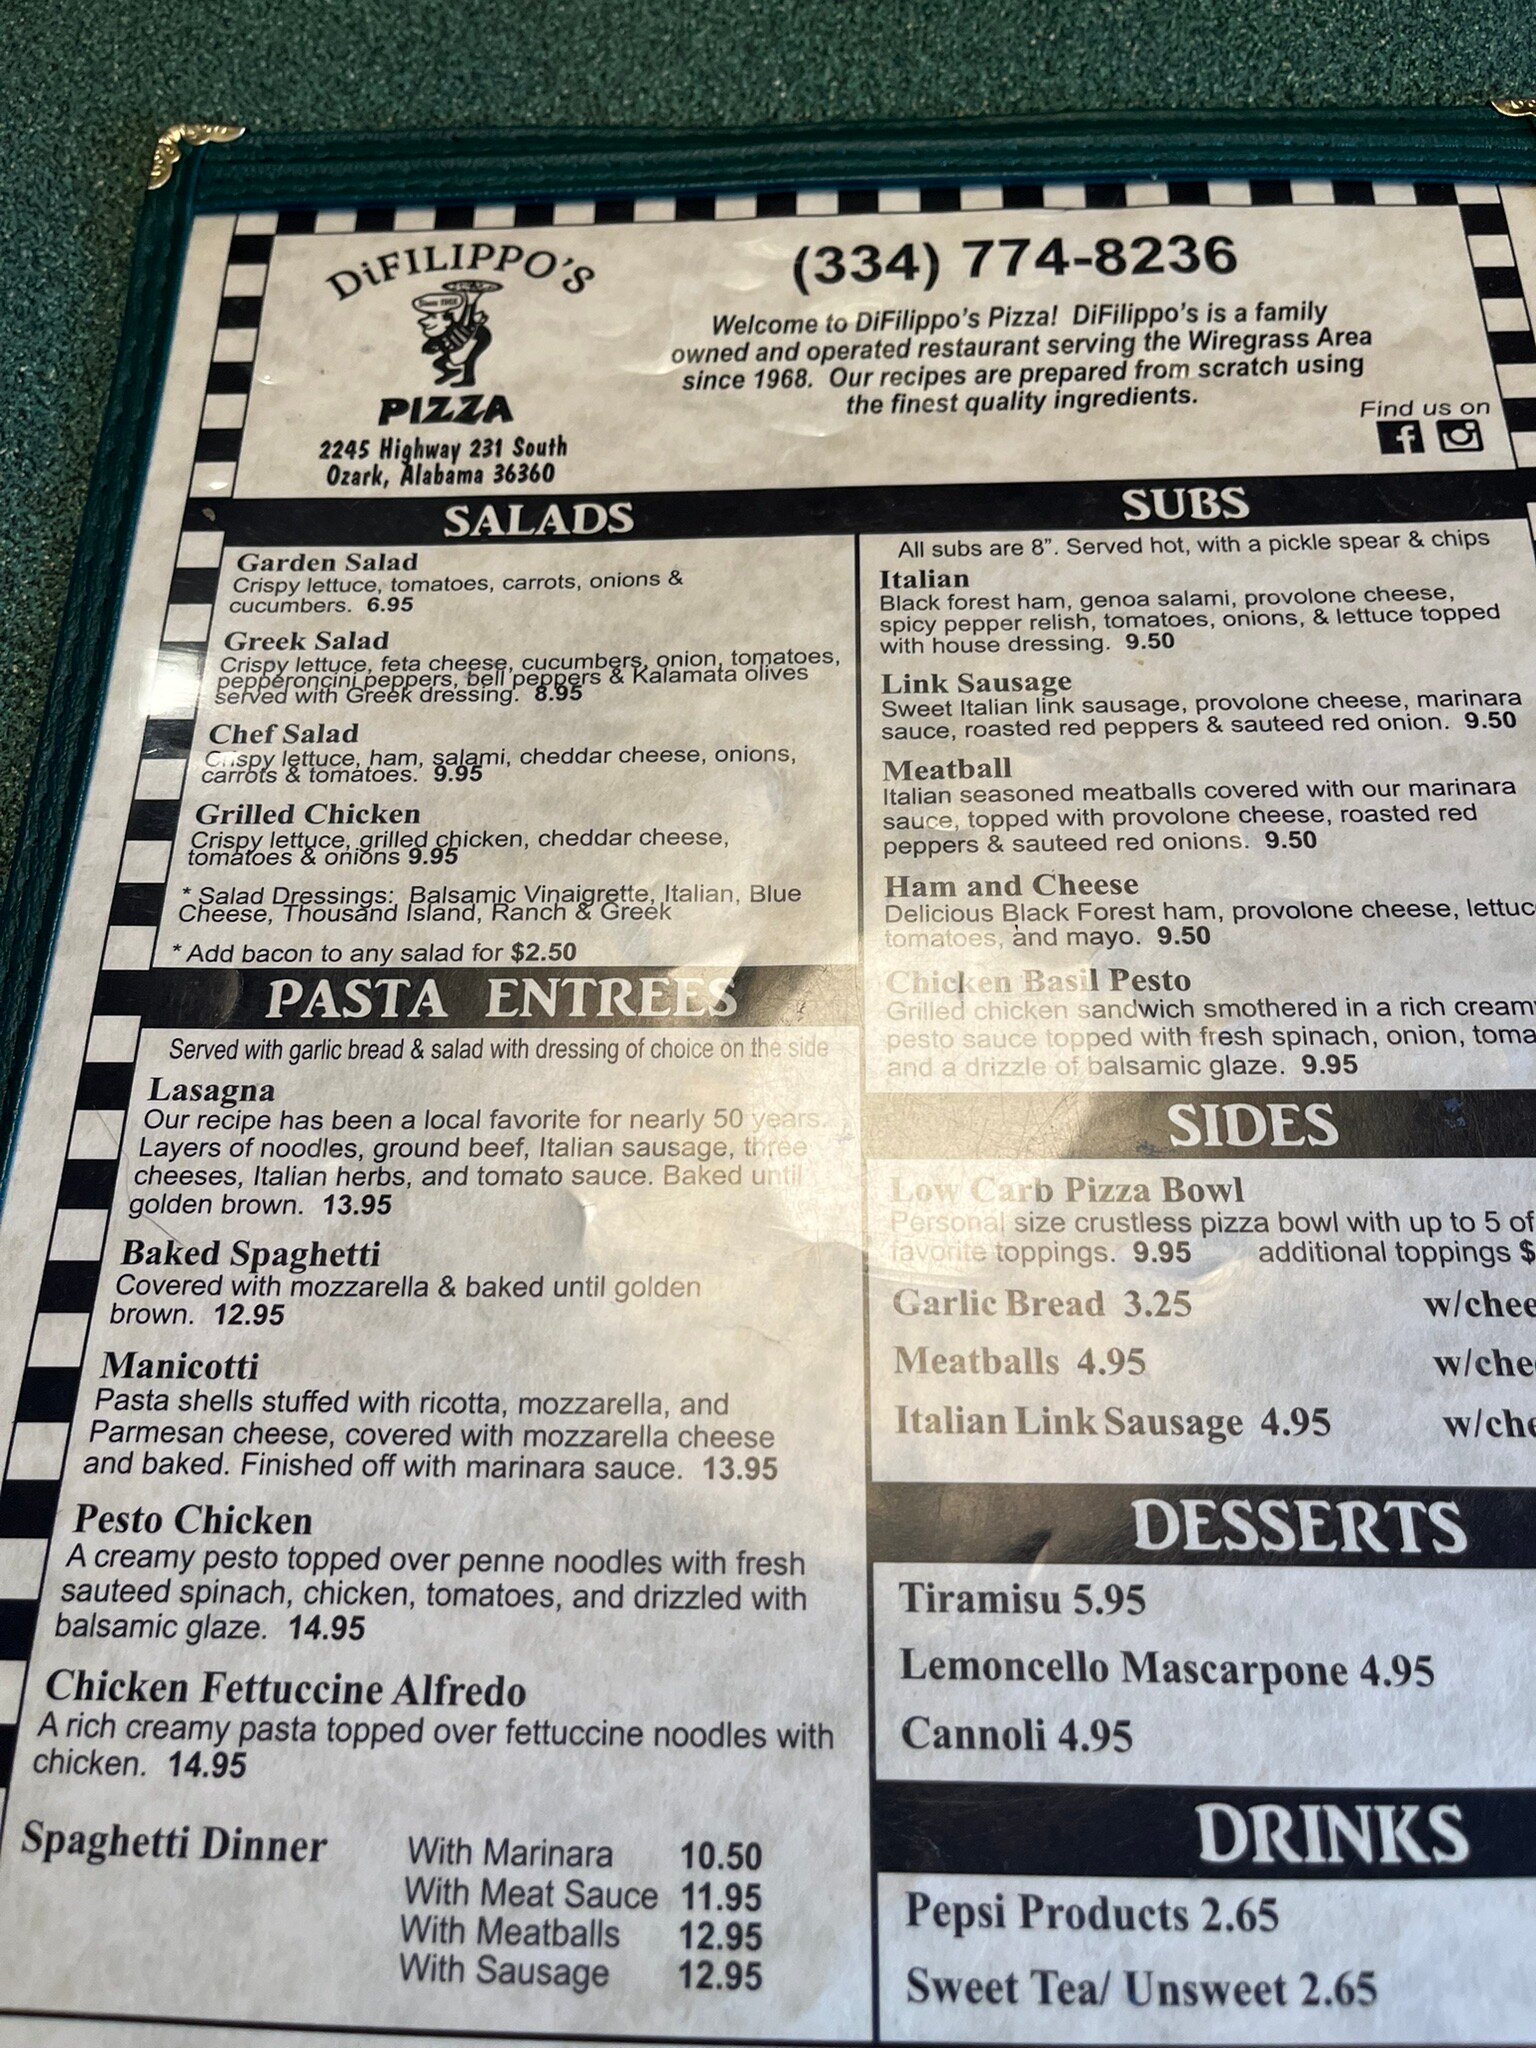 DiFILIPPO'S
Since 1968
PIZZA
2245 Highway 231 South
Ozark, Alabama 36360
(334) 774-8236
Welcome to DiFilippo's Pizza! DiFilippo's is a family
owned and operated restaurant serving the Wiregrass Area
since 1968. Our recipes are prepared from scratch using
the finest quality ingredients.
Find us on
SALADS
Garden Salad
Crispy lettuce, tomatoes, carrots, onions &
cucumbers. 6.95
Greek Salad
Crispy lettuce, feta cheese, cucumbers, onion, tomatoes,
pepperoncini peppers, bell peppers & Kalamata olives
served with Greek dressing. 8.95
Chef Salad
Crispy lettuce, ham, salami, cheddar cheese, onions,
carrots & tomatoes. 9.95
Grilled Chicken
Crispy lettuce, grilled chicken, cheddar cheese,
tomatoes & onions 9.95
* Salad Dressings: Balsamic Vinaigrette, Italian, Blue
Cheese, Thousand Island, Ranch & Greek
* Add bacon to any salad for $2.50
PASTA ENTREES
Served with garlic bread & salad with dressing of choice on the side
Lasagna
Our recipe has been a local favorite for nearly 50 years.
Layers of noodles, ground beef, Italian sausage, three
cheeses, Italian herbs, and tomato sauce. Baked until
golden brown. 13.95
Baked Spaghetti
Covered with mozzarella & baked until golden
brown. 12.95
Manicotti
Pasta shells stuffed with ricotta, mozzarella, and
Parmesan cheese, covered with mozzarella cheese
and baked. Finished off with marinara sauce. 13.95
Pesto Chicken
A creamy pesto topped over penne noodles with fresh
sauteed spinach, chicken, tomatoes, and drizzled with
balsamic glaze. 14.95
Chicken Fettuccine Alfredo
A rich creamy pasta topped over fettuccine noodles with
chicken. 14.95
Spaghetti Dinner With Marinara 10.50
With Meat Sauce 11.95
With Meatballs 12.95
With Sausage 12.95
SUBS
All subs are 8". Served hot, with a pickle spear & chips
Italian
Black forest ham, genoa salami, provolone cheese,
spicy pepper relish, tomatoes, onions, & lettuce topped
with house dressing. 9.50
Link Sausage
Sweet Italian link sausage, provolone cheese, marinara
sauce, roasted red peppers & sauteed red onion. 9.50
Meatball
Italian seasoned meatballs covered with our marinara
sauce, topped with provolone cheese, roasted red
peppers & sauteed red onions. 9.50
Ham and Cheese
Delicious Black Forest ham, provolone cheese, lettuc
tomatoes, and mayo. 9.50
Chicken Basil Pesto
Grilled chicken sandwich smothered in a rich cream
pesto sauce topped with fresh spinach, onion, toma
and a drizzle of balsamic glaze. 9.95
SIDES
Low Carb Pizza Bowl
Personal size crustless pizza bowl with up to 5 of
favorite toppings. 9.95 additional toppings $
Garlic Bread 3.25 w/chee
Meatballs 4.95 w/che
Italian Link Sausage 4.95 w/che
DESSERTS
Tiramisu 5.95
Lemoncello Mascarpone 4.95
Cannoli 4.95
DRINKS
Pepsi Products 2.65
Sweet Tea/ Unsweet 2.65